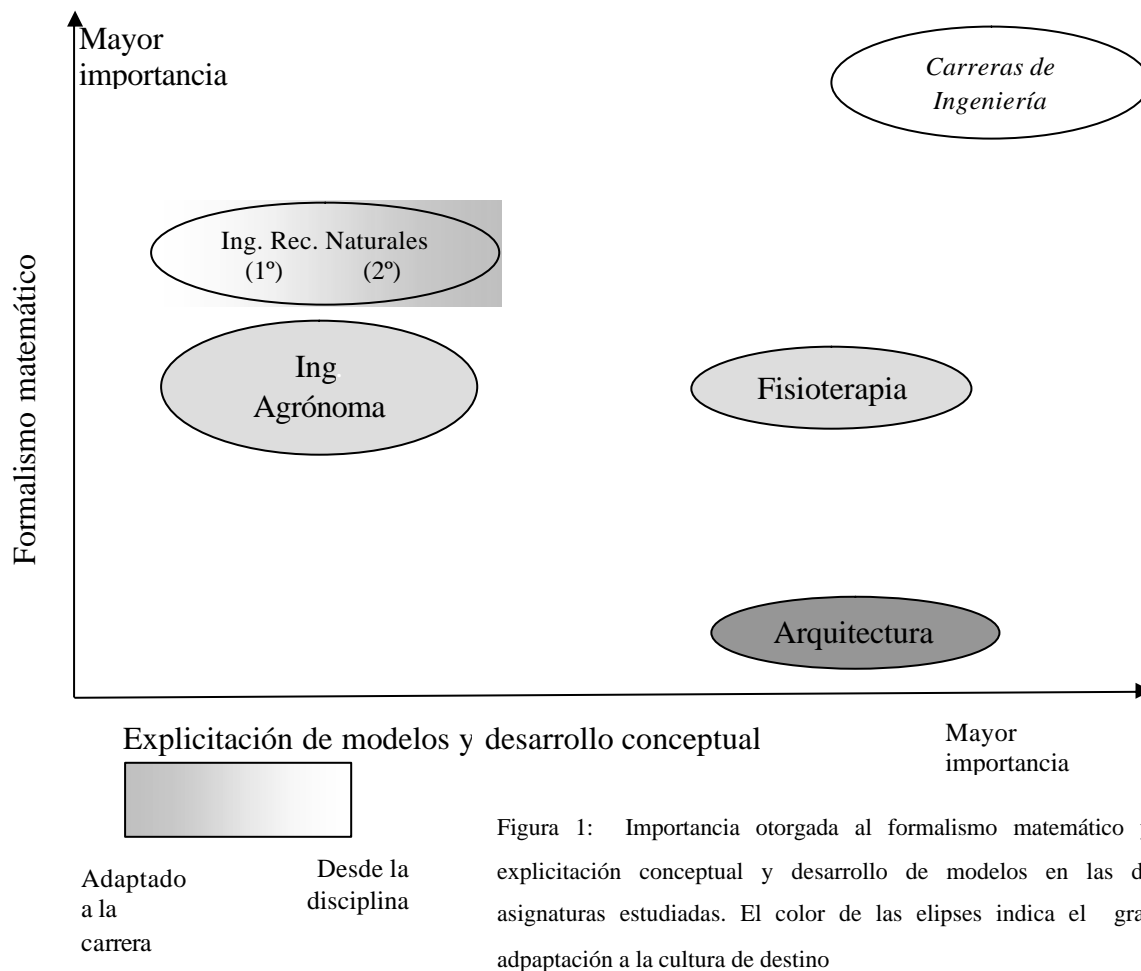 Mayor
importancia
Carreras de
Ingeniería
Ing. Rec. Naturales
(1º) (2º)
Ing.
Agrónoma
Fisioterapia
Arquitectura
Formalismo matemático
Explicitación de modelos y desarrollo conceptual
Mayor
importancia
Adaptado
a la
carrera
Desde la
disciplina
Figura 1: Importancia otorgada al formalismo matemático
explicitación conceptual y desarrollo de modelos en las
asignaturas estudiadas. El color de las elipses indica el
adpaptación a la cultura de destino